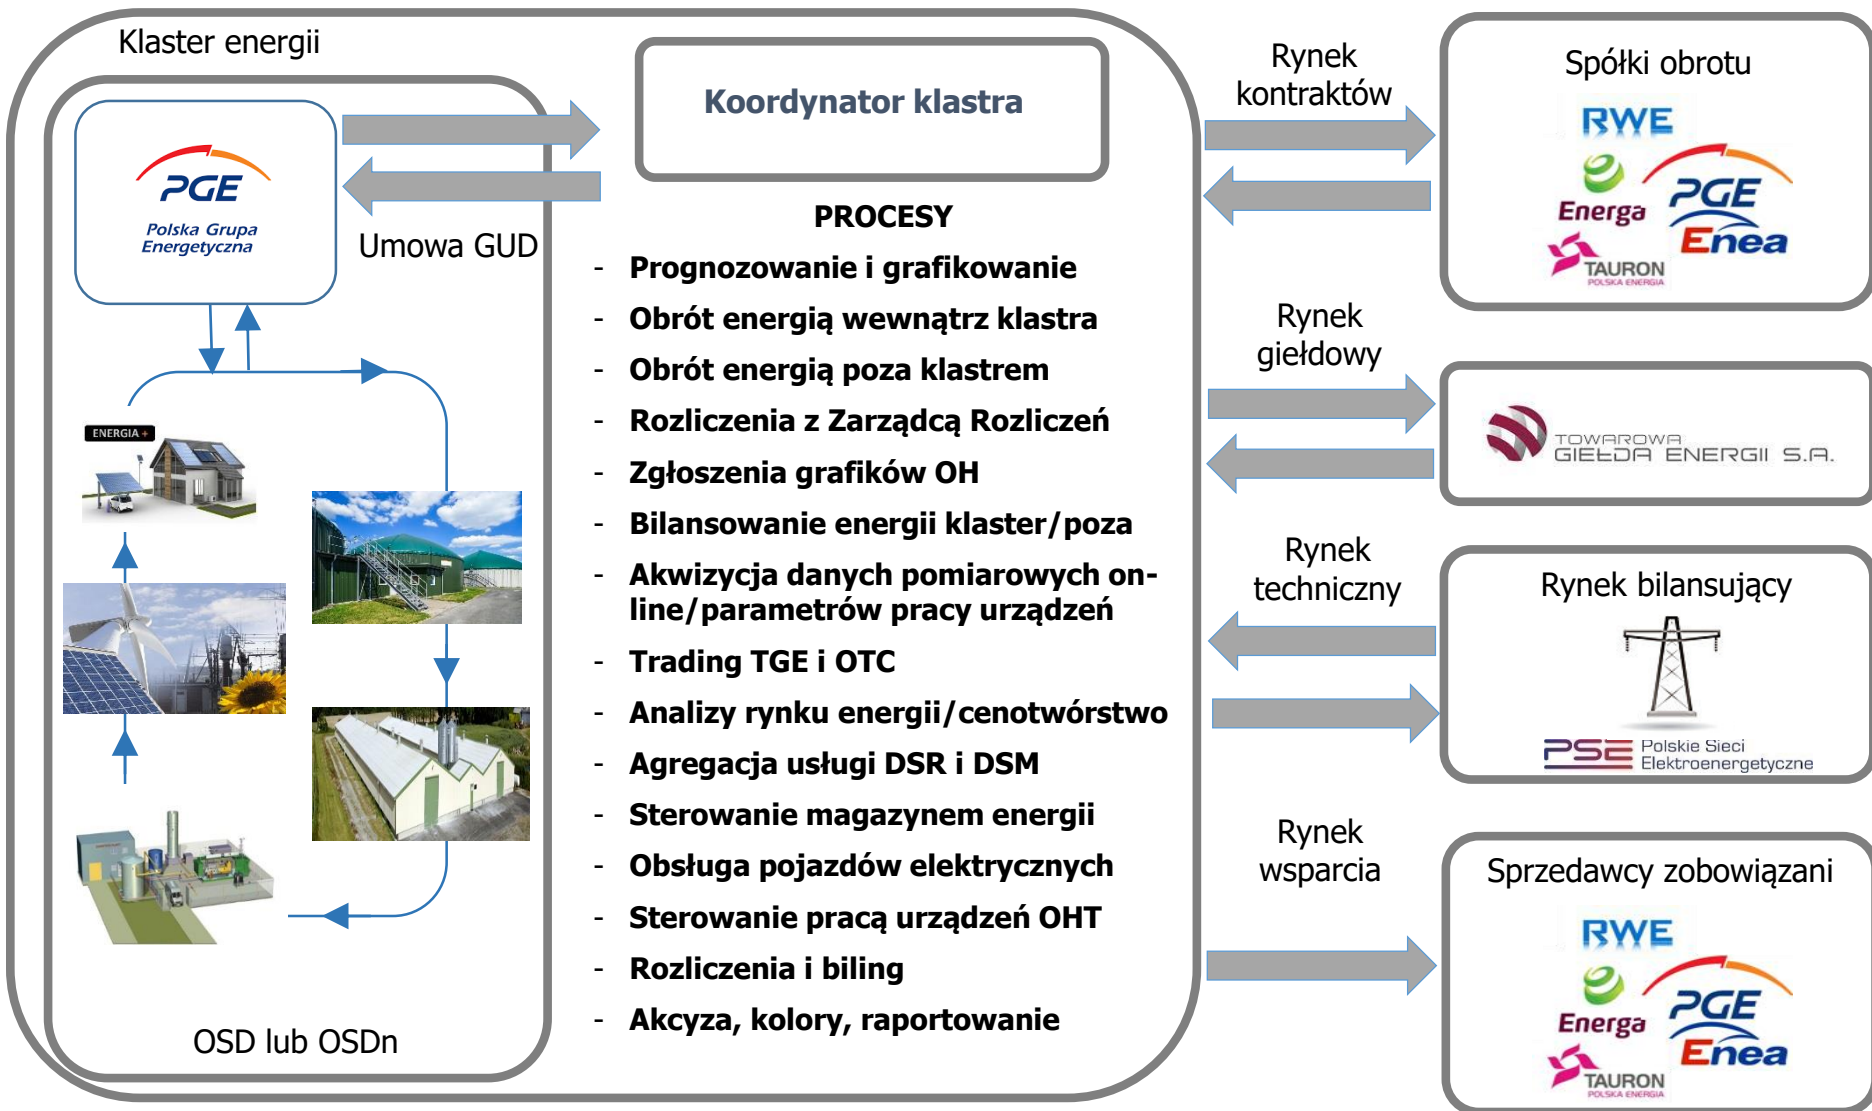 Klaster energii
PGE
Polska Grupa
Energetyczna
Umowa GUD
ENERGIA +
OSD lub OSDn
Koordynator klastra
PROCESY
- Prognozowanie i grafikowanie
- Obrót energią wewnątrz klastra
- Obrót energią poza klastrem
- Rozliczenia z Zarządcą Rozliczeń
- Zgłoszenia grafików OH
- Bilansowanie energii klaster/poza
- Akwizycja danych pomiarowych on-
line/parametrów pracy urządzeń
- Trading TGE i OTC
- Analizy rynku energii/cenotwórstwo
- Agregacja usługi DSR i DSM
- Sterowanie magazynem energii
- Obsługa pojazdów elektrycznych
- Sterowanie pracą urządzeń OHT
- Rozliczenia i biling
- Akcyza, kolory, raportowanie
Rynek
kontraktów
Spółki obrotu
RWE
Energa
PGE
Enea
TAURON
POLSKA ENERGIA
Rynek
giełdowy
TOWAROWA
GIEŁDA ENERGII S.A.
Rynek
techniczny
Rynek bilansujący
PSE
Polskie Sieci
Elektroenergetyczne
Rynek
wsparcia
Sprzedawcy zobowiązani
RWE
Energa
PGE
Enea
TAURON
POLSKA ENERGIA